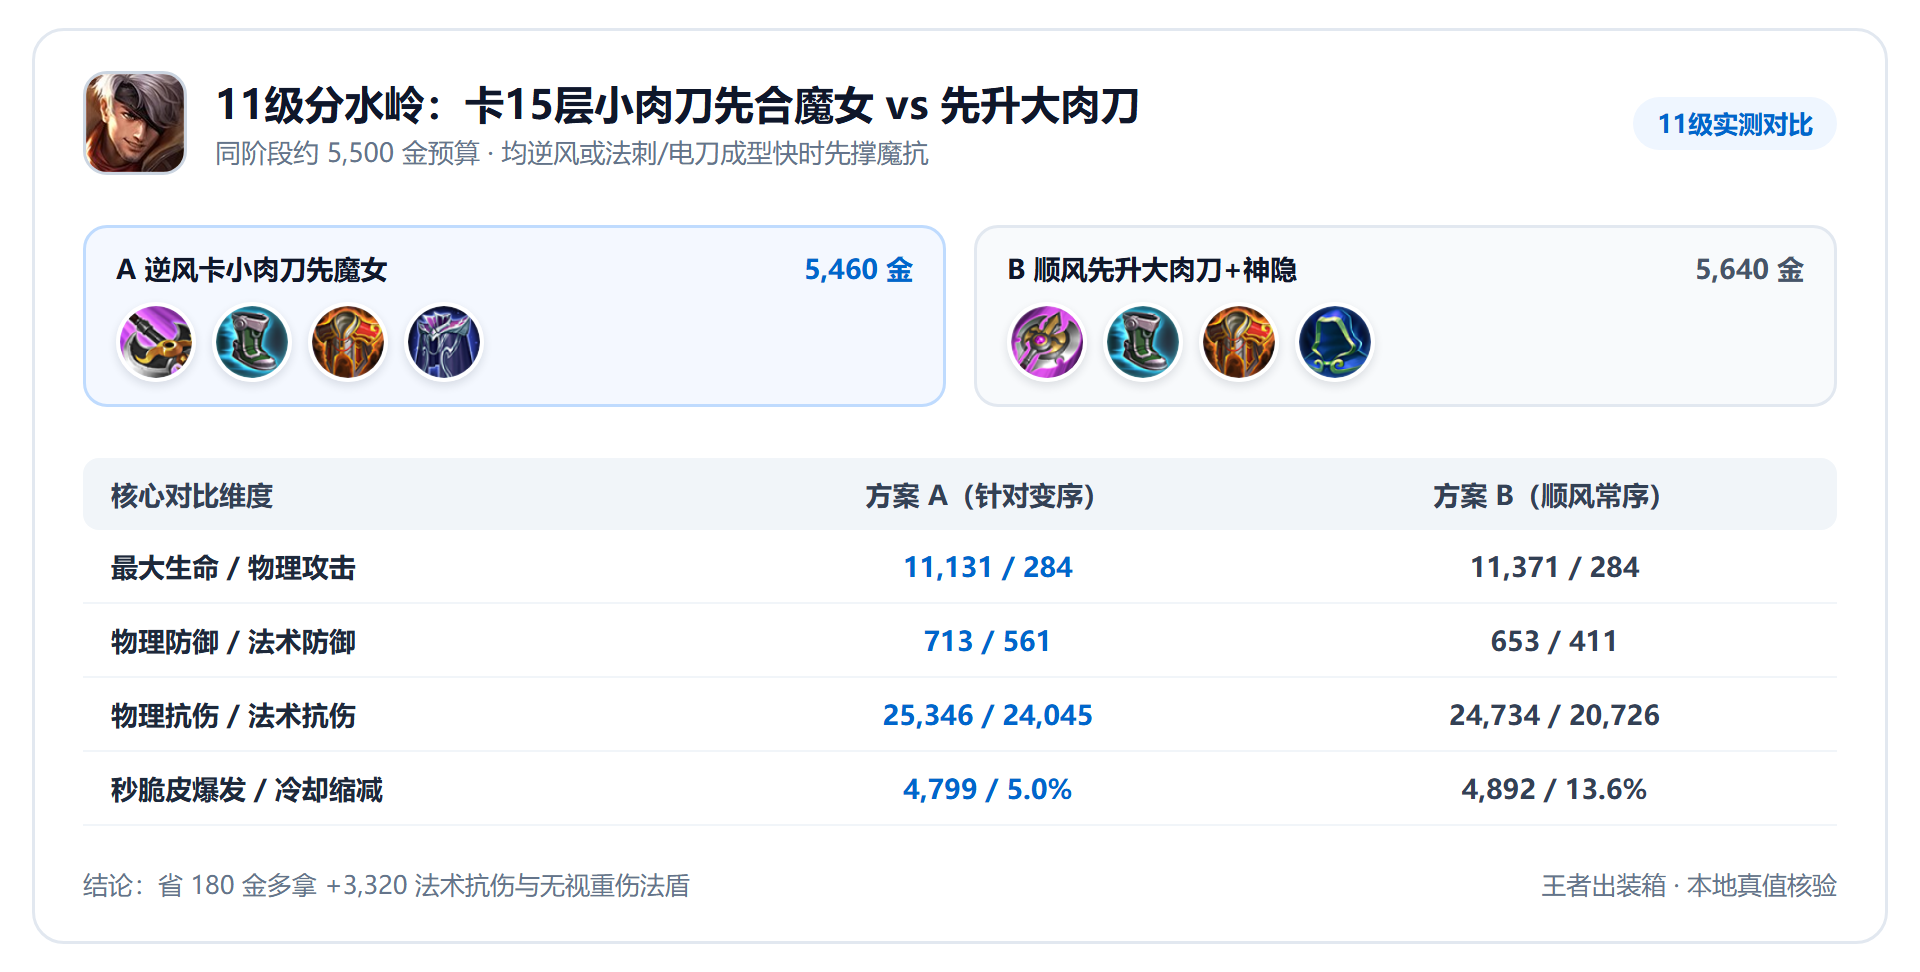 11级分水岭：卡15层小肉刀先合魔女 vs 先升大肉刀
同阶段约 5,500 金预算 · 均逆风或法刺/电刀成型快时先撑魔抗
11级实测对比
A 逆风卡小肉刀先魔女
5,460 金
B 顺风先升大肉刀+神隐
5,640 金
核心对比维度 方案 A（针对变序） 方案 B（顺风常序）
最大生命 / 物理攻击 11,131 / 284 11,371 / 284
物理防御 / 法术防御 713 / 561 653 / 411
物理抗伤 / 法术抗伤 25,346 / 24,045 24,734 / 20,726
秒脆皮爆发 / 冷却缩减 4,799 / 5.0% 4,892 / 13.6%
结论：省 180 金多拿 +3,320 法术抗伤与无视重伤法盾
王者出装箱 · 本地真值核验